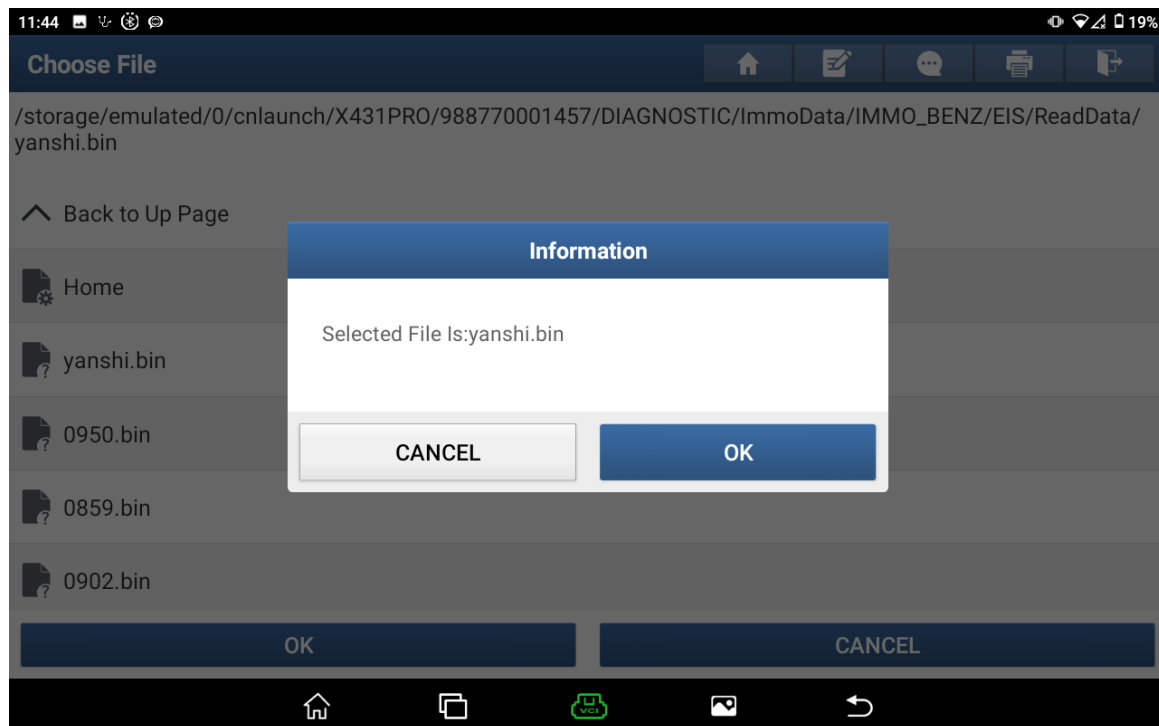 11:44
19%
Choose File
/storage/emulated/0/cnlaunch/X431PRO/988770001457/DIAGNOSTIC/ImmoData/IMMO_BENZ/EIS/ReadData/
yanshi.bin
Back to Up Page
Home
yanshi.bin
0950.bin
0859.bin
0902.bin
Information
Selected File Is:yanshi.bin
CANCEL
OK
OK
CANCEL
VCI